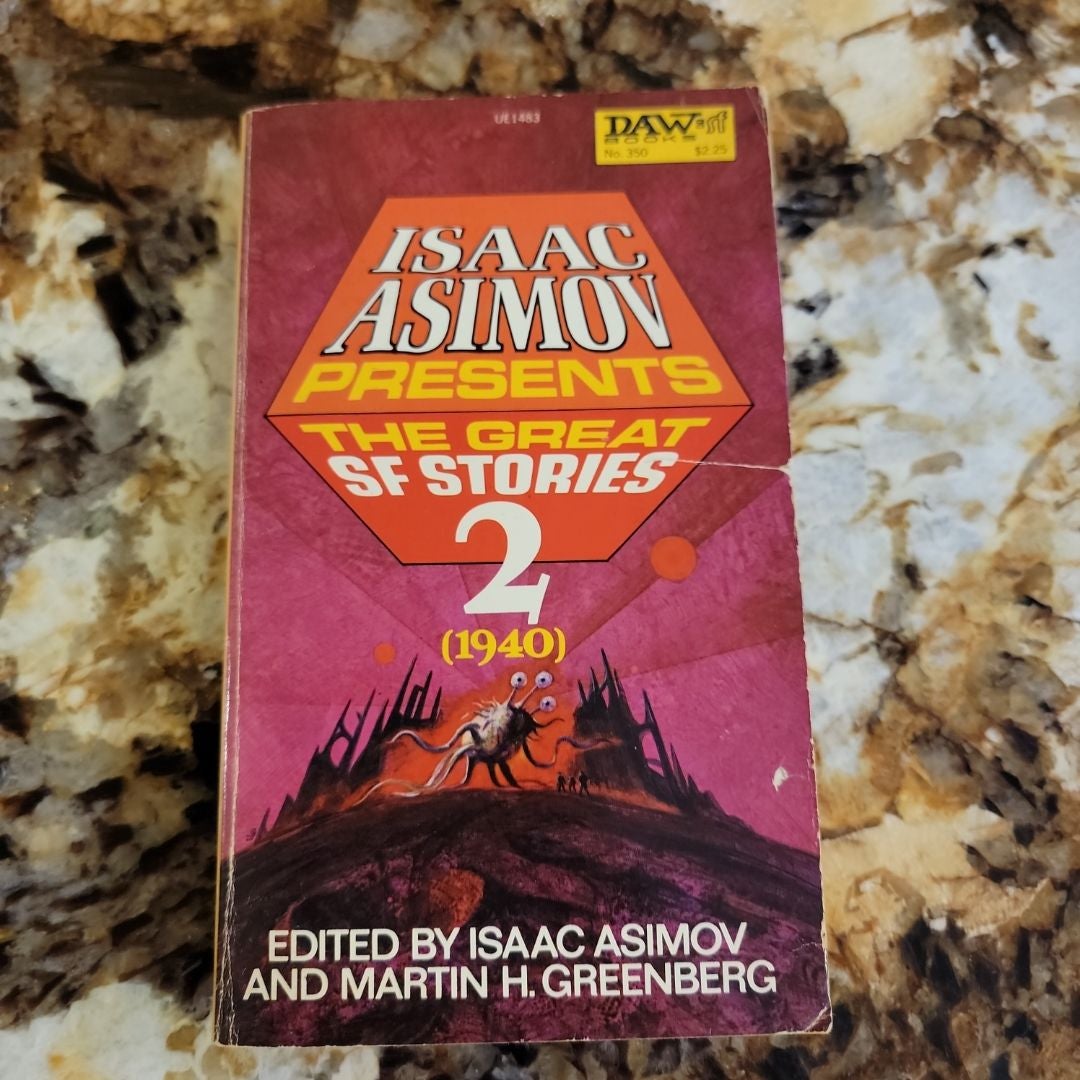 UE1483
DAW=sf
BOOKS
No. 350 $2.25
ISAAC
ASIMOV
PRESENTS
THE GREAT
SF STORIES
2
(1940)
EDITED BY ISAAC ASIMOV
AND MARTIN H. GREENBERG